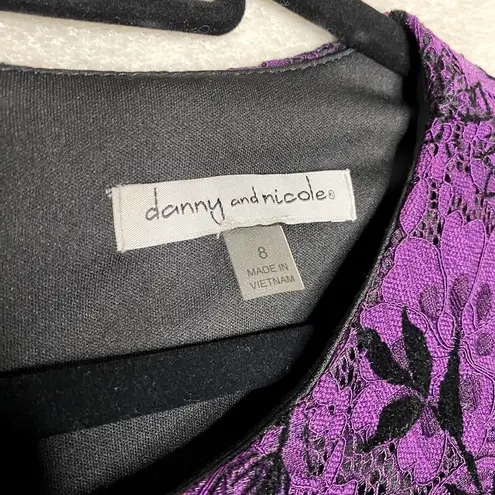 danny and nicole®
8
MADE IN
VIETNAM